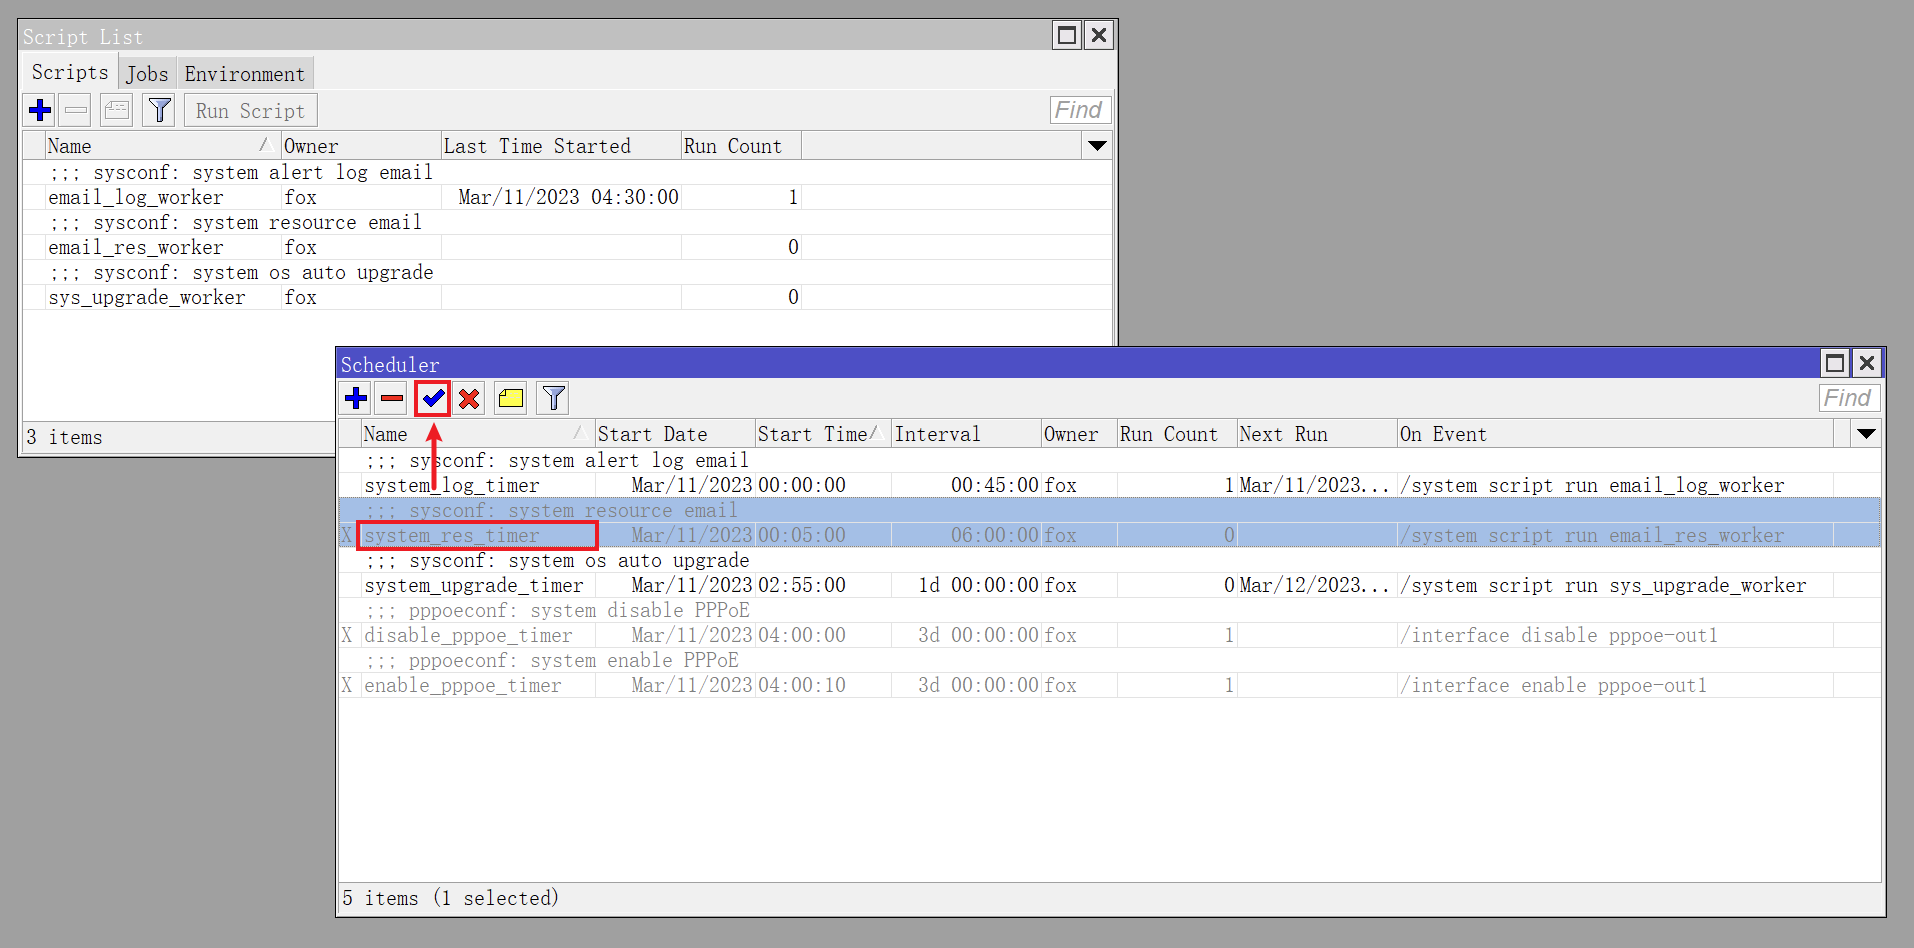 Script List
Scripts Jobs Environment
Run Script Find
Name Owner Last Time Started Run Count
;;; sysconf: system alert log email
email_log_worker fox Mar/11/2023 04:30:00 1
;;; sysconf: system resource email
email_res_worker fox 0
;;; sysconf: system os auto upgrade
sys_upgrade_worker fox 0
3 items
Scheduler
Find
Name Start Date Start Time Interval Owner Run Count Next Run On Event
;;; sysconf: system alert log email
system_log_timer Mar/11/2023 00:00:00 00:45:00 fox 1 Mar/11/2023... /system script run email_log_worker
;;; sysconf: system resource email
X system_res_timer Mar/11/2023 00:05:00 06:00:00 fox 0 /system script run email_res_worker
;;; sysconf: system os auto upgrade
system_upgrade_timer Mar/11/2023 02:55:00 1d 00:00:00 fox 0 Mar/12/2023... /system script run sys_upgrade_worker
;;; pppoeconf: system disable PPPoE
X disable_pppoe_timer Mar/11/2023 04:00:00 3d 00:00:00 fox 1 /interface disable pppoe-out1
;;; pppoeconf: system enable PPPoE
X enable_pppoe_timer Mar/11/2023 04:00:10 3d 00:00:00 fox 1 /interface enable pppoe-out1
5 items (1 selected)